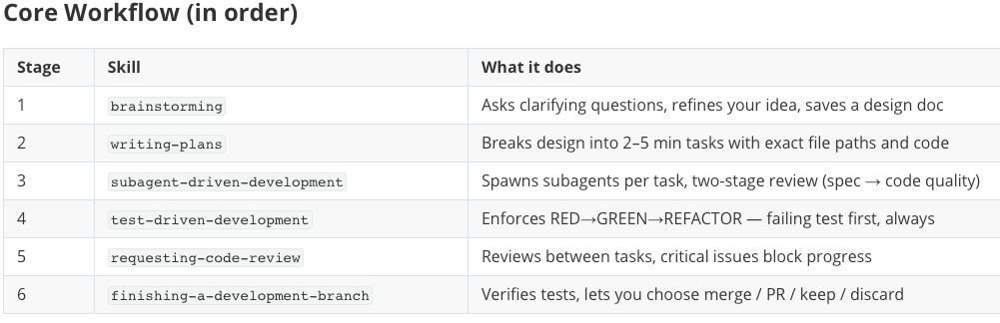 Core Workflow (in order)
Stage Skill What it does
1 brainstorming Asks clarifying questions, refines your idea, saves a design doc
2 writing-plans Breaks design into 2–5 min tasks with exact file paths and code
3 subagent-driven-development Spawns subagents per task, two-stage review (spec → code quality)
4 test-driven-development Enforces RED→GREEN→REFACTOR — failing test first, always
5 requesting-code-review Reviews between tasks, critical issues block progress
6 finishing-a-development-branch Verifies tests, lets you choose merge / PR / keep / discard